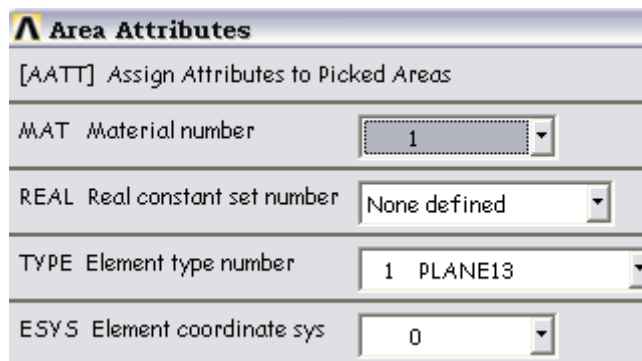 Area Attributes
[AATT] Assign Attributes to Picked Areas
MAT Material number 1
REAL Real constant set number None defined
TYPE Element type number 1 PLANE13
ESYS Element coordinate sys 0